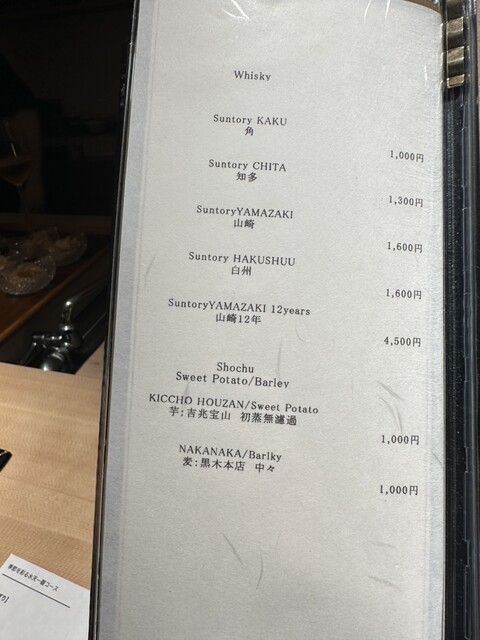 Whisky
Suntory KAKU
角
1,000円
Suntory CHITA
知多
1,300円
SuntoryYAMAZAKI
山崎
1,600円
Suntory HAKUSHUU
白州
1,600円
SuntoryYAMAZAKI 12years
山崎12年
4,500円
Shochu
Sweet Potato/Barley
KICCHO HOUZAN/Sweet Potato
芋:吉兆宝山 初蒸無濾過
1,000円
NAKANAKA/Barlky
麦:黒木本店 中々
1,000円